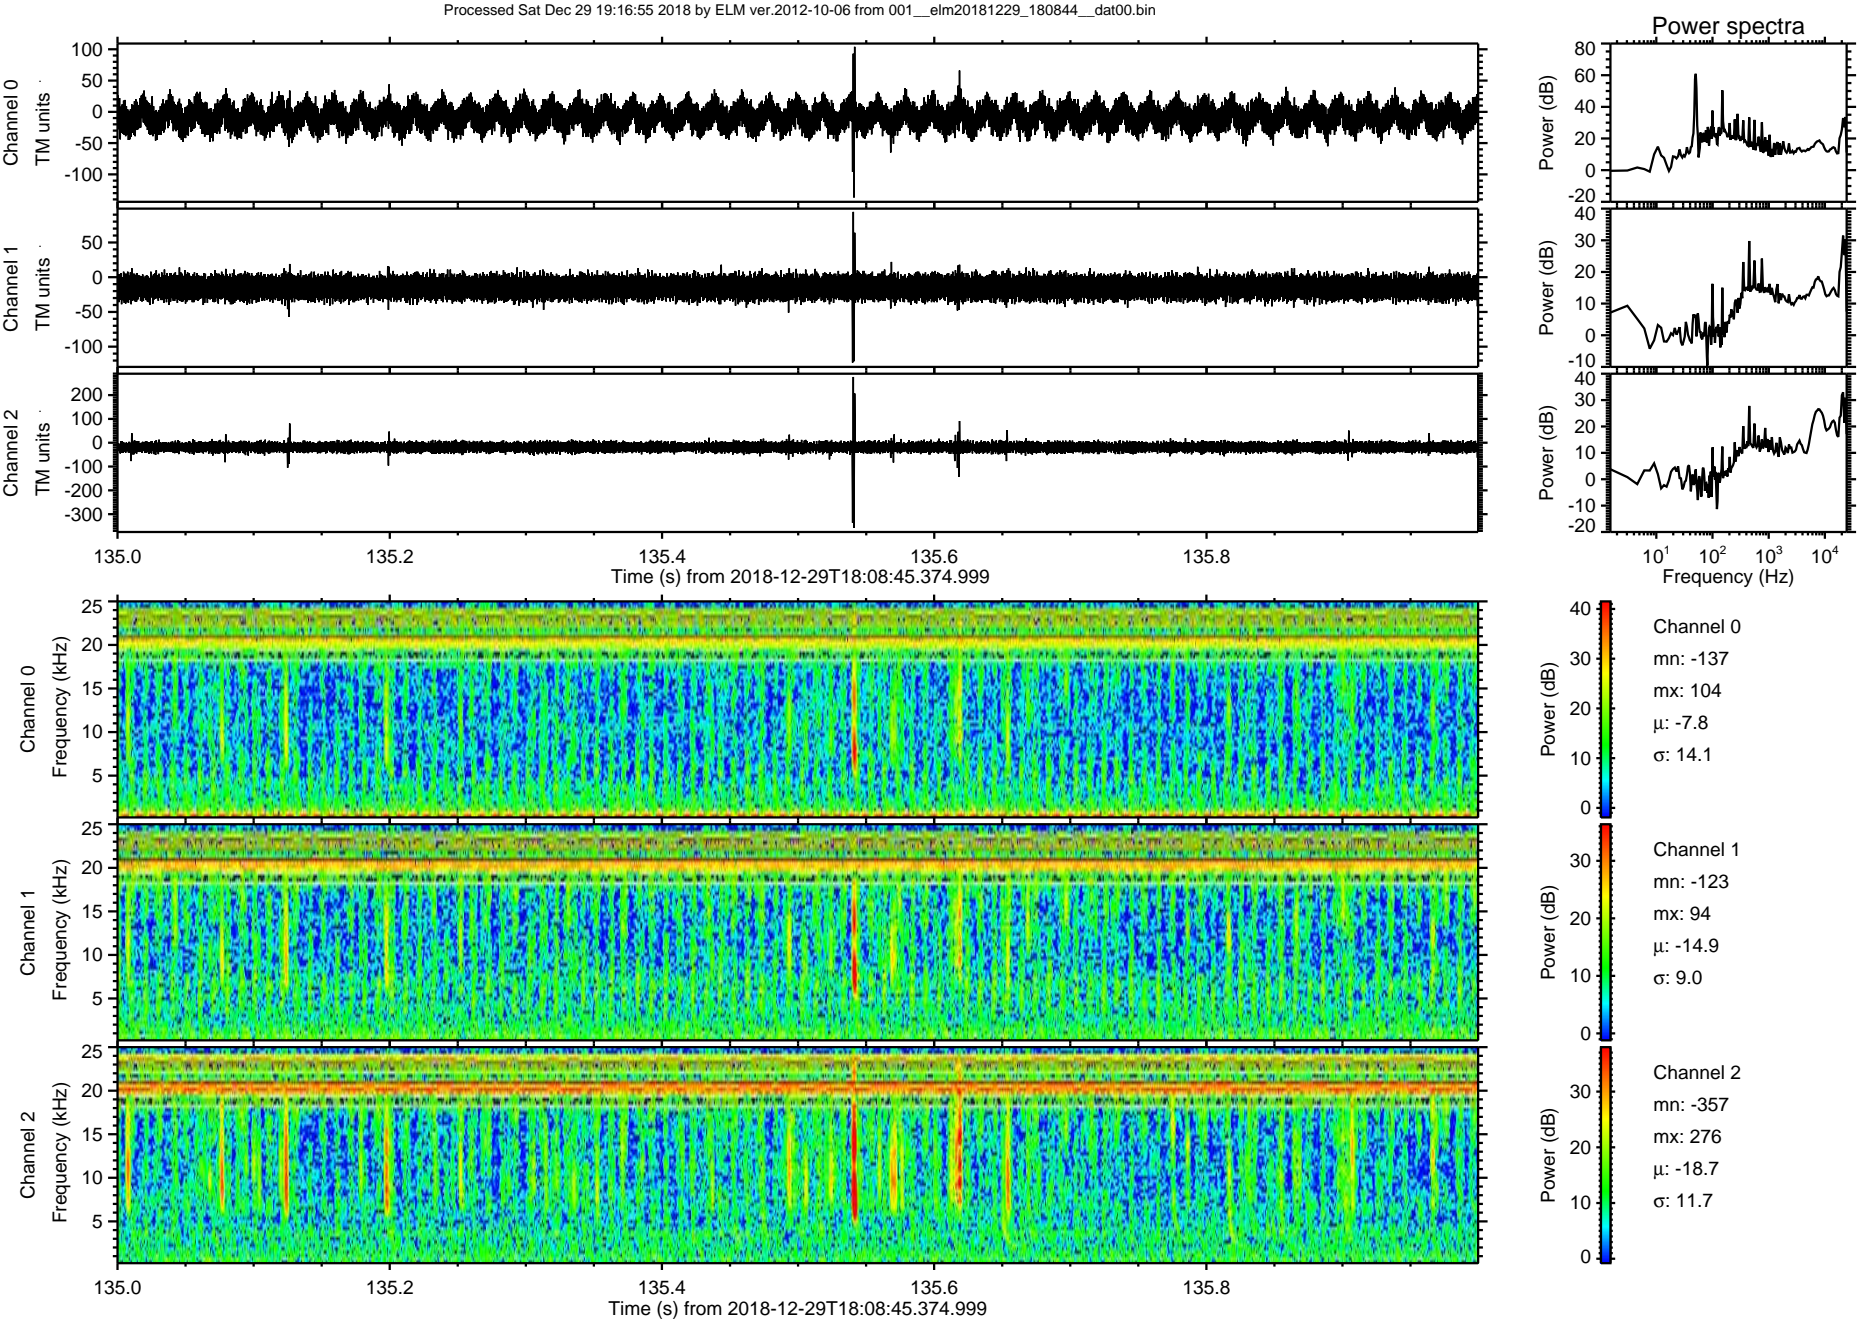 Processed Sat Dec 29 19:16:55 2018 by ELM ver.2012-10-06 from 001__elm20181229_180844__dat00.bin
Power spectra
Channel 0
TM units
100
50
0
-50
-100
Power (dB)
80
60
40
20
0
-20
Channel 1
TM units
50
0
-50
-100
Power (dB)
40
30
20
10
0
-10
Channel 2
TM units
200
100
0
-100
-200
-300
Power (dB)
40
30
20
10
0
-10
-20
135.0 135.2 135.4 135.6 135.8
Time (s) from 2018-12-29T18:08:45.374.999
10¹ 10² 10³ 10⁴
Frequency (Hz)
Channel 0
Frequency (kHz)
25
20
15
10
5
Power (dB)
40
30
20
10
0
Channel 0
mn: -137
mx: 104
μ: -7.8
σ: 14.1
Channel 1
Frequency (kHz)
25
20
15
10
5
Power (dB)
30
20
10
0
Channel 1
mn: -123
mx: 94
μ: -14.9
σ: 9.0
Channel 2
Frequency (kHz)
25
20
15
10
5
Power (dB)
30
20
10
0
Channel 2
mn: -357
mx: 276
μ: -18.7
σ: 11.7
135.0 135.2 135.4 135.6 135.8
Time (s) from 2018-12-29T18:08:45.374.999